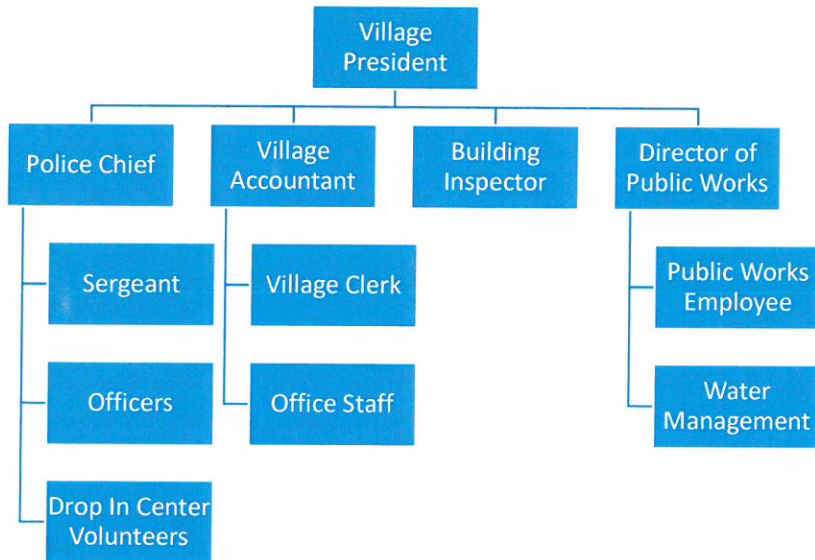 Village
President
Police Chief
Village
Accountant
Building
Inspector
Director of
Public Works
Sergeant
Village Clerk
Public Works
Employee
Officers
Office Staff
Water
Management
Drop In Center
Volunteers